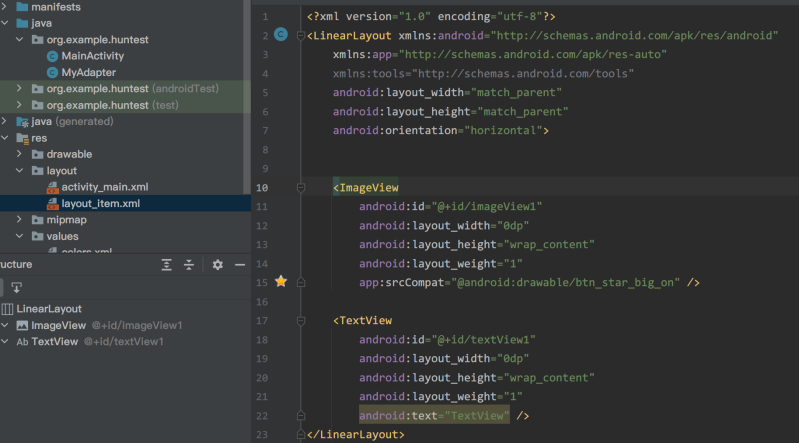 manifests
java
org.example.huntest
MainActivity
MyAdapter
org.example.huntest (androidTest)
org.example.huntest (test)
java (generated)
res
drawable
layout
activity_main.xml
layout_item.xml
mipmap
values
colors.xml
ructure
LinearLayout
ImageView @+id/imageView1
Ab TextView @+id/textView1
1 <?xml version="1.0" encoding="utf-8"?>
2 <LinearLayout xmlns:android="http://schemas.android.com/apk/res/android"
3 xmlns:app="http://schemas.android.com/apk/res-auto"
4 xmlns:tools="http://schemas.android.com/tools"
5 android:layout_width="match_parent"
6 android:layout_height="match_parent"
7 android:orientation="horizontal">
8
9
10 <ImageView
11 android:id="@+id/imageView1"
12 android:layout_width="0dp"
13 android:layout_height="wrap_content"
14 android:layout_weight="1"
15 app:srcCompat="@android:drawable/btn_star_big_on" />
16
17 <TextView
18 android:id="@+id/textView1"
19 android:layout_width="0dp"
20 android:layout_height="wrap_content"
21 android:layout_weight="1"
22 android:text="TextView" />
23 </LinearLayout>